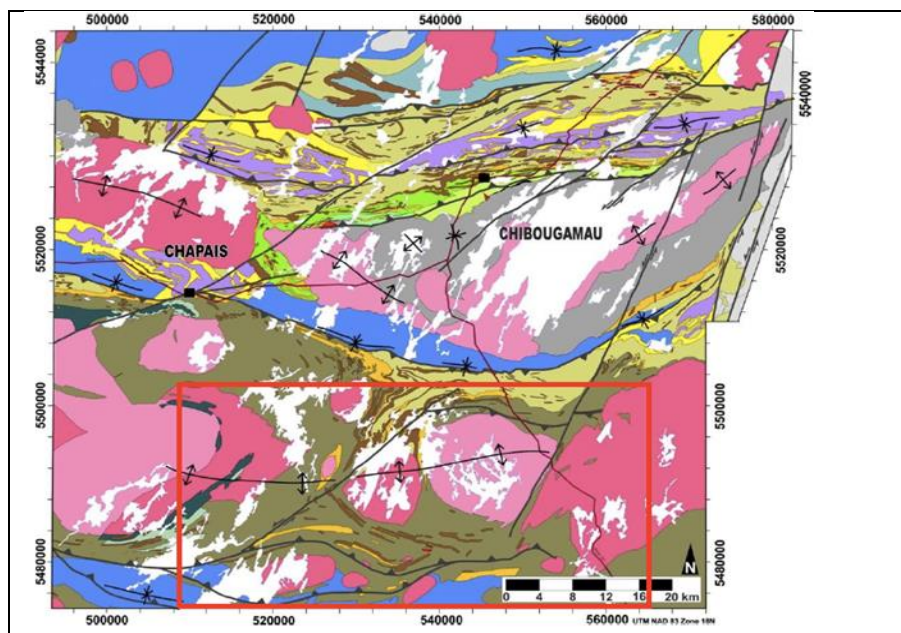 500000 520000 540000 560000 580000
5544000
5540000
CHIBOUGAMAU
CHAPAIS
5520000
5520000
5500000
5500000
5480000
5480000
N
0 4 8 12 16 20 km
500000 520000 540000 560000 UTM NAD 83 Zone 18N